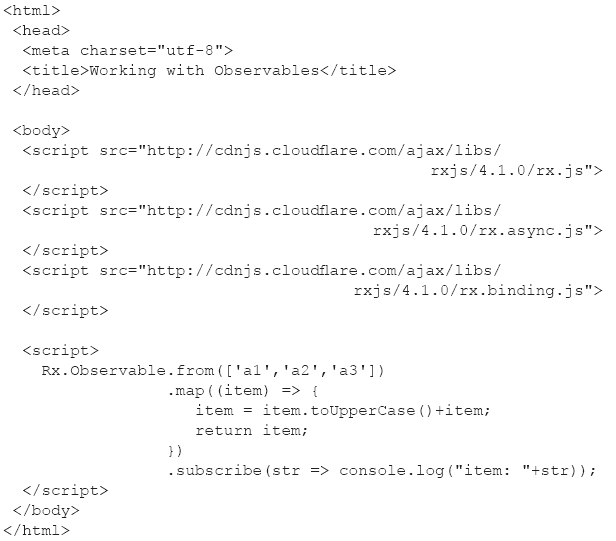 <html>
 <head>
  <meta charset="utf-8">
  <title>Working with Observables</title>
 </head>

 <body>
  <script src="http://cdnjs.cloudflare.com/ajax/libs/
                                             rxjs/4.1.0/rx.js">
  </script>
  <script src="http://cdnjs.cloudflare.com/ajax/libs/
                                       rxjs/4.1.0/rx.async.js">
  </script>
  <script src="http://cdnjs.cloudflare.com/ajax/libs/
                                     rxjs/4.1.0/rx.binding.js">
  </script>

  <script>
    Rx.Observable.from(['a1','a2','a3'])
                 .map((item) => {
                    item = item.toUpperCase()+item;
                    return item;
                 })
                 .subscribe(str => console.log("item: "+str));
  </script>
 </body>
</html>